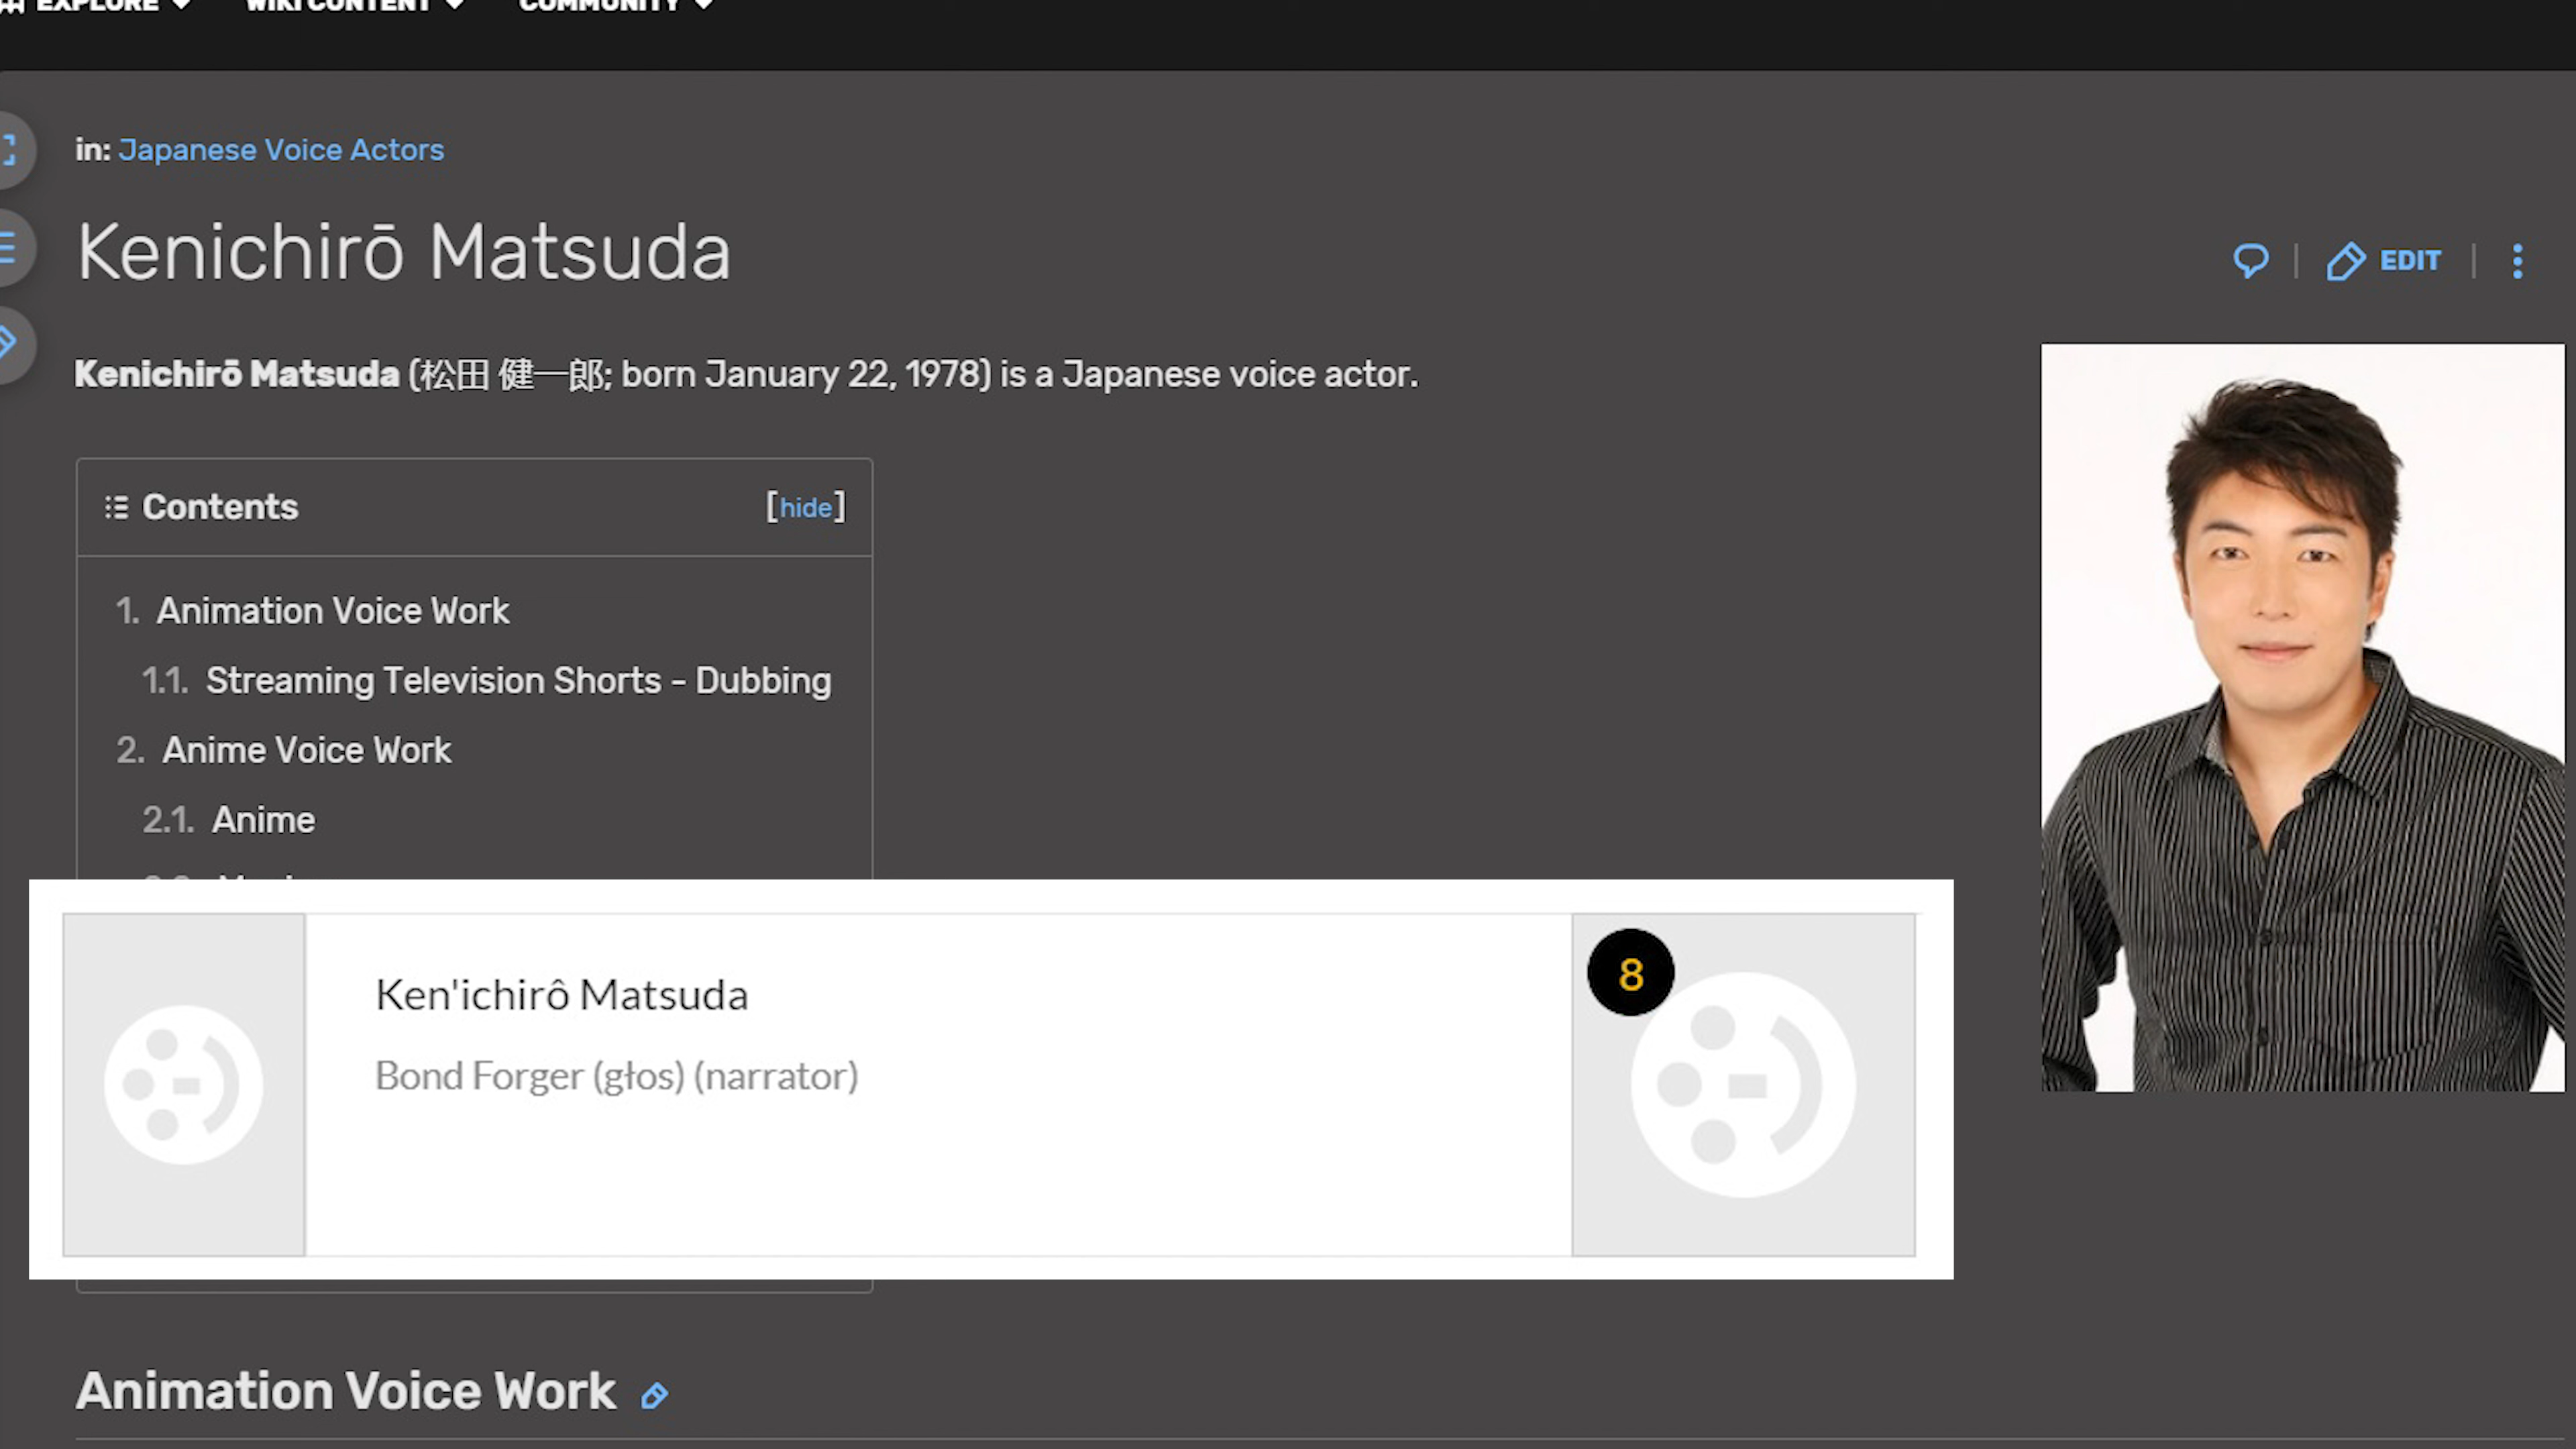 EXPLORE WIKI CONTENT COMMUNITY
in: Japanese Voice Actors
Kenichirō Matsuda
EDIT
Kenichirō Matsuda (松田 健一郎; born January 22, 1978) is a Japanese voice actor.
Contents [hide]
1. Animation Voice Work
1.1. Streaming Television Shorts - Dubbing
2. Anime Voice Work
2.1. Anime
8
Ken'ichirô Matsuda
Bond Forger (głos) (narrator)
Animation Voice Work